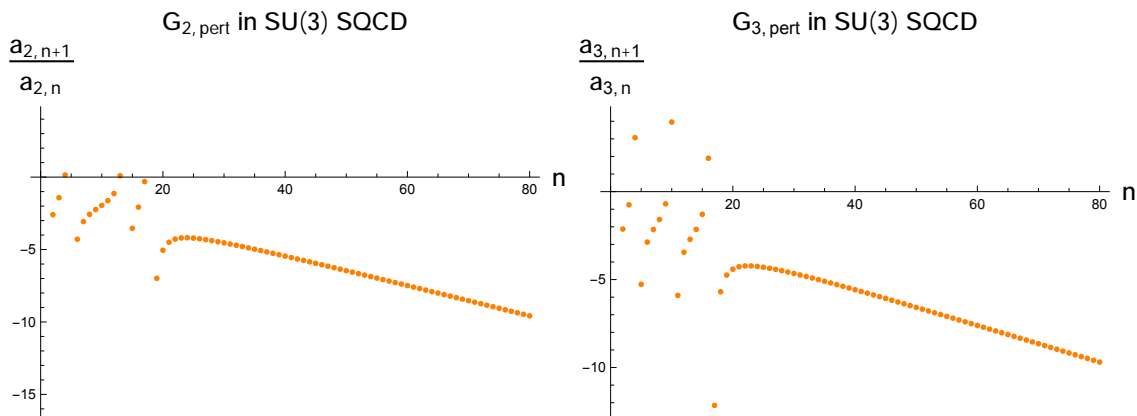 G2, pert in SU(3) SQCD
a2, n+1
a2, n
20
40
60
80
n
-5
-10
-15
G3, pert in SU(3) SQCD
a3, n+1
a3, n
20
40
60
80
n
-5
-10